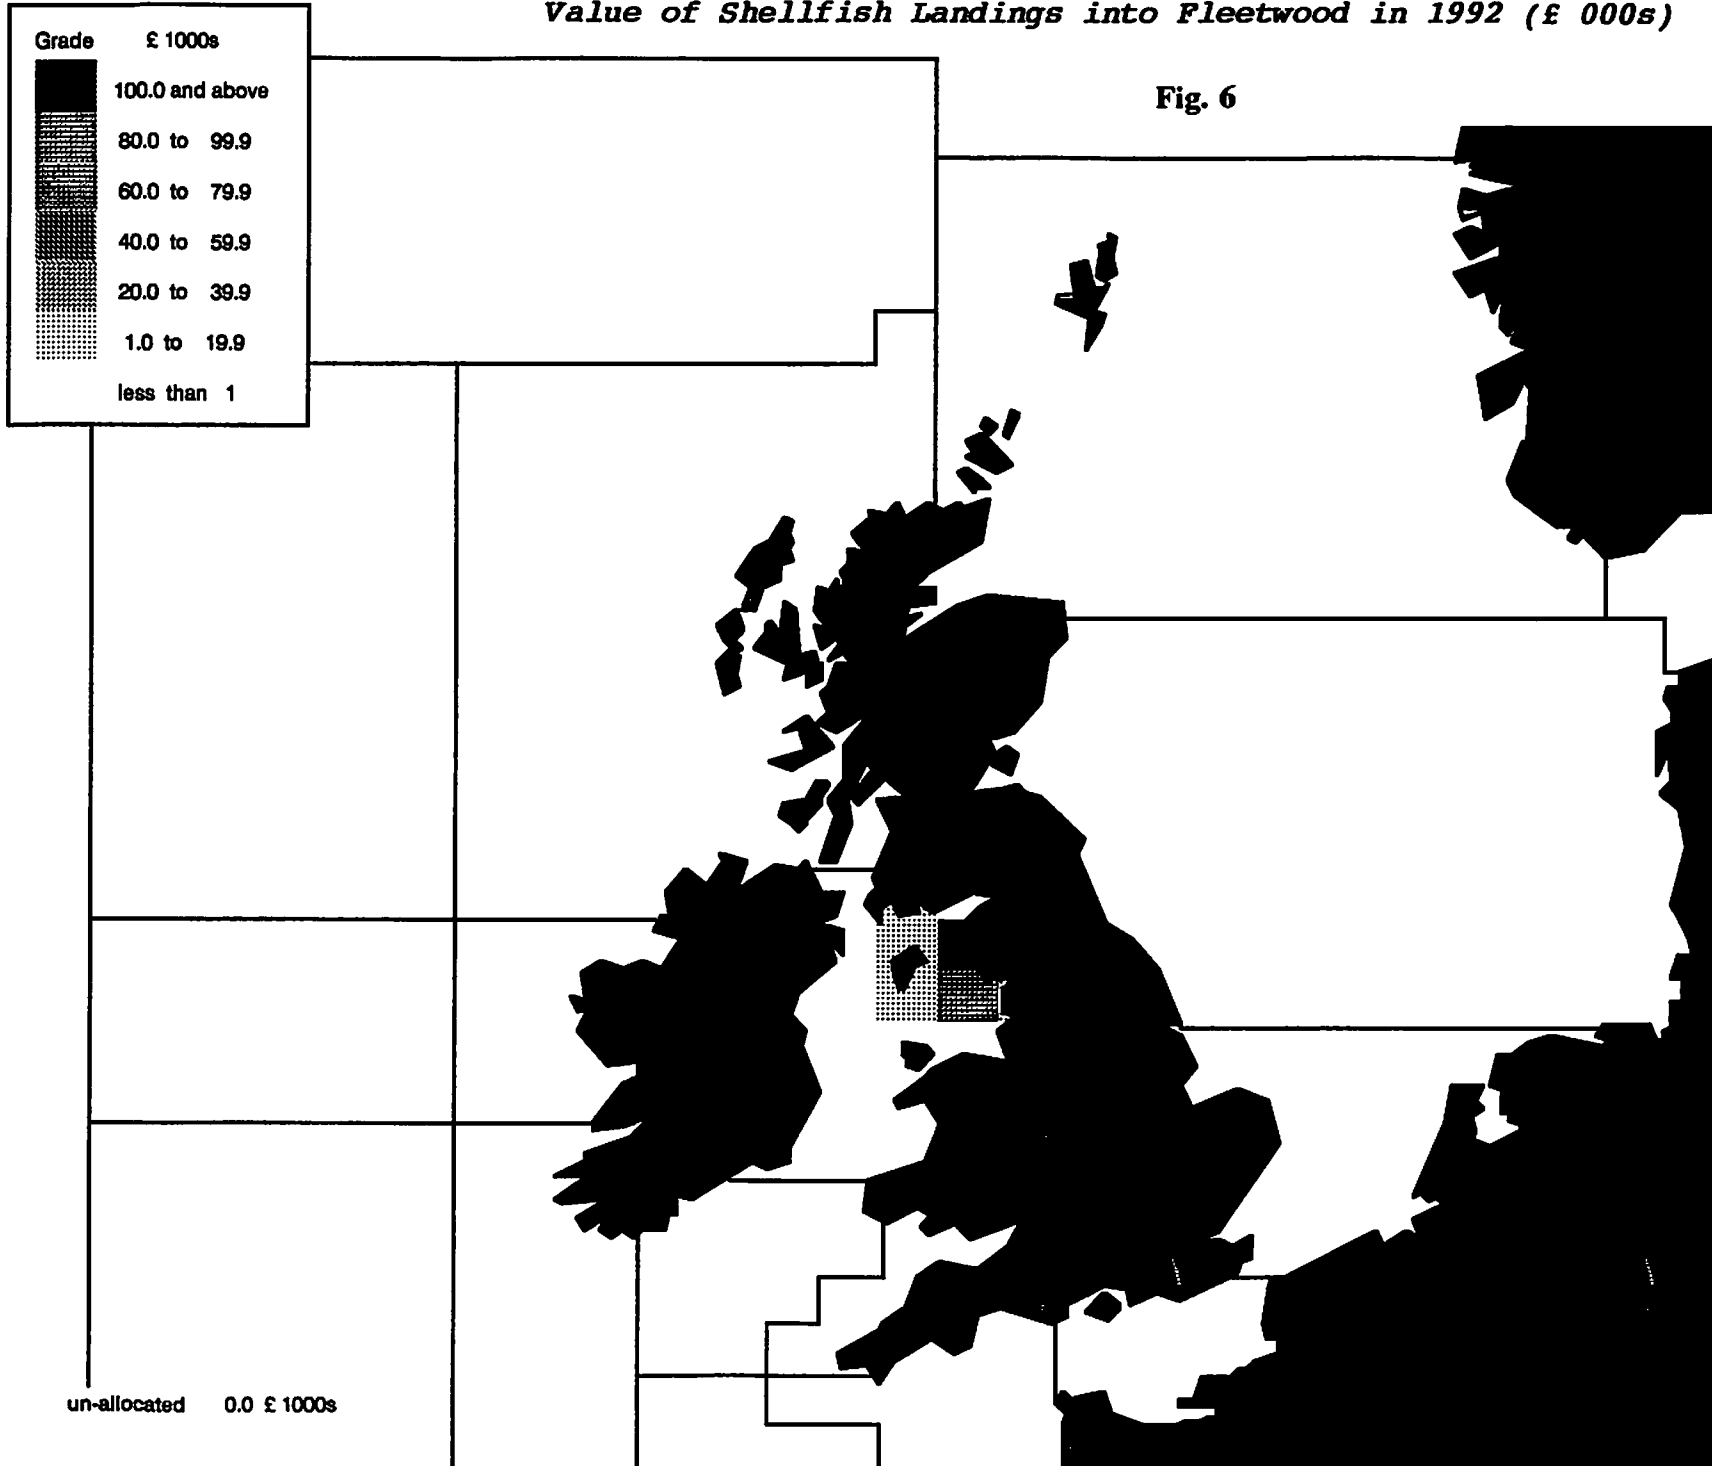 Value of Shellfish Landings into Fleetwood in 1992 (£ 000s)
Fig. 6
Grade £ 1000s
100.0 and above
80.0 to 99.9
60.0 to 79.9
40.0 to 59.9
20.0 to 39.9
1.0 to 19.9
less than 1
un-allocated 0.0 £ 1000s